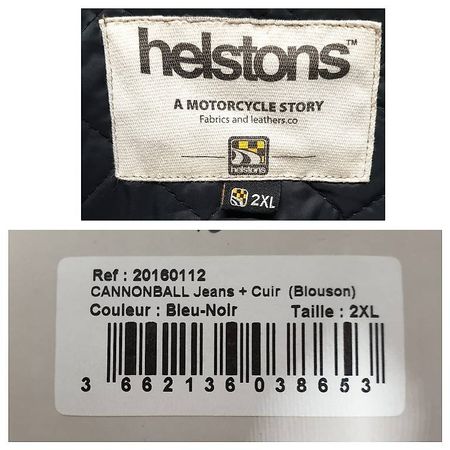 helstons™
A MOTORCYCLE STORY
Fabrics and leathers.co
helstons
2XL
Ref : 20160112
CANNONBALL Jeans + Cuir (Blouson)
Couleur : Bleu-Noir Taille : 2XL
3 662136 038653